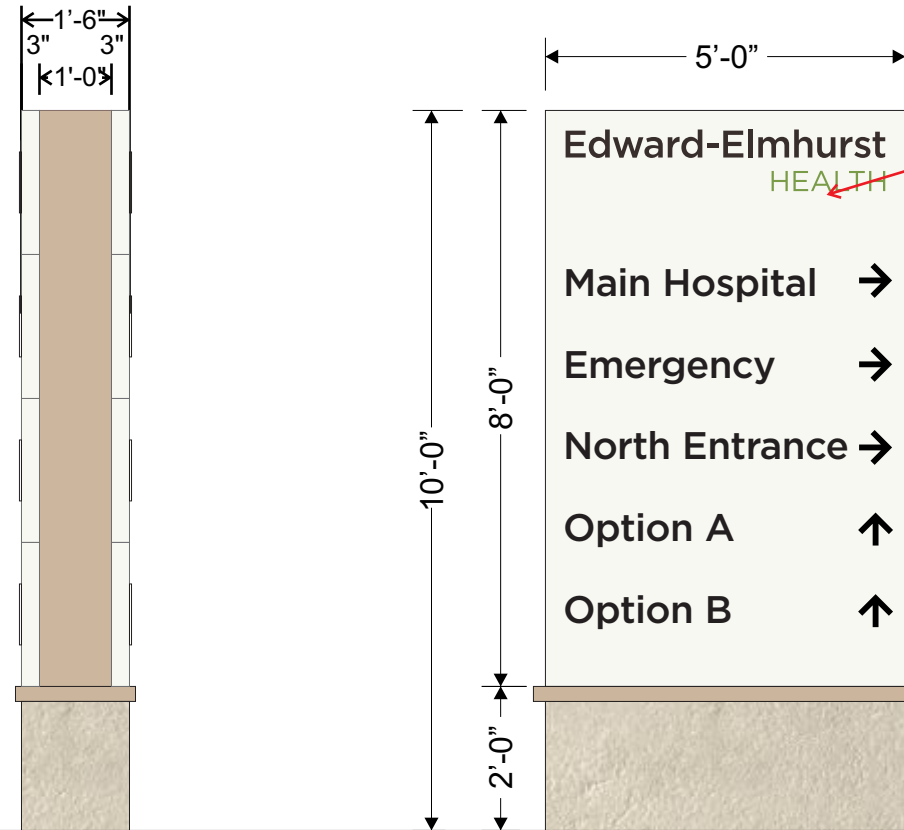 1'-6"
3" 3"
1'-0"
5'-0”
10'-0”
8'-0”
2'-0”
Edward-Elmhurst
HEALTH
Main Hospital →
Emergency →
North Entrance →
Option A ↑
Option B ↑